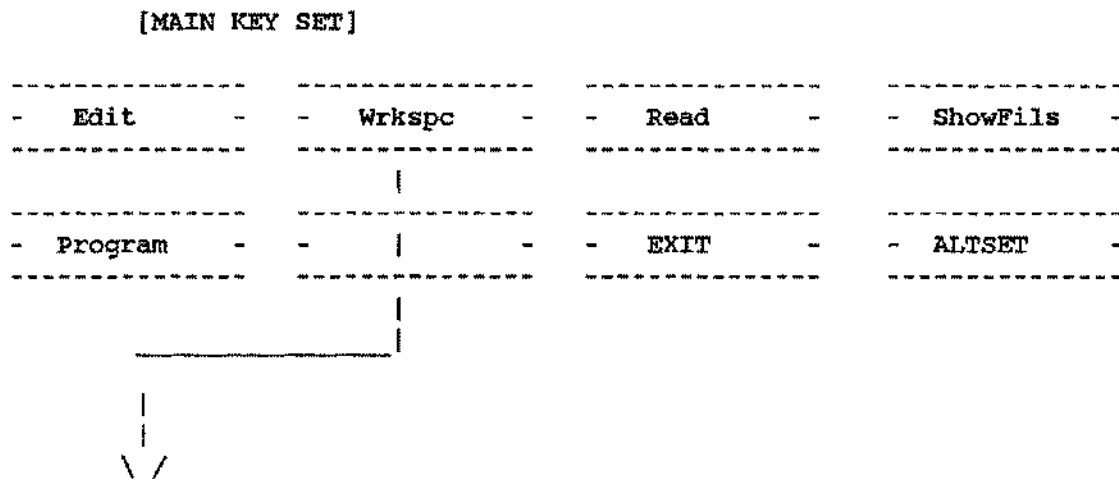 [MAIN KEY SET]
- Edit - - Wrkspc - - Read - - ShowFils -
- Program - - - - EXIT - - ALTSET -